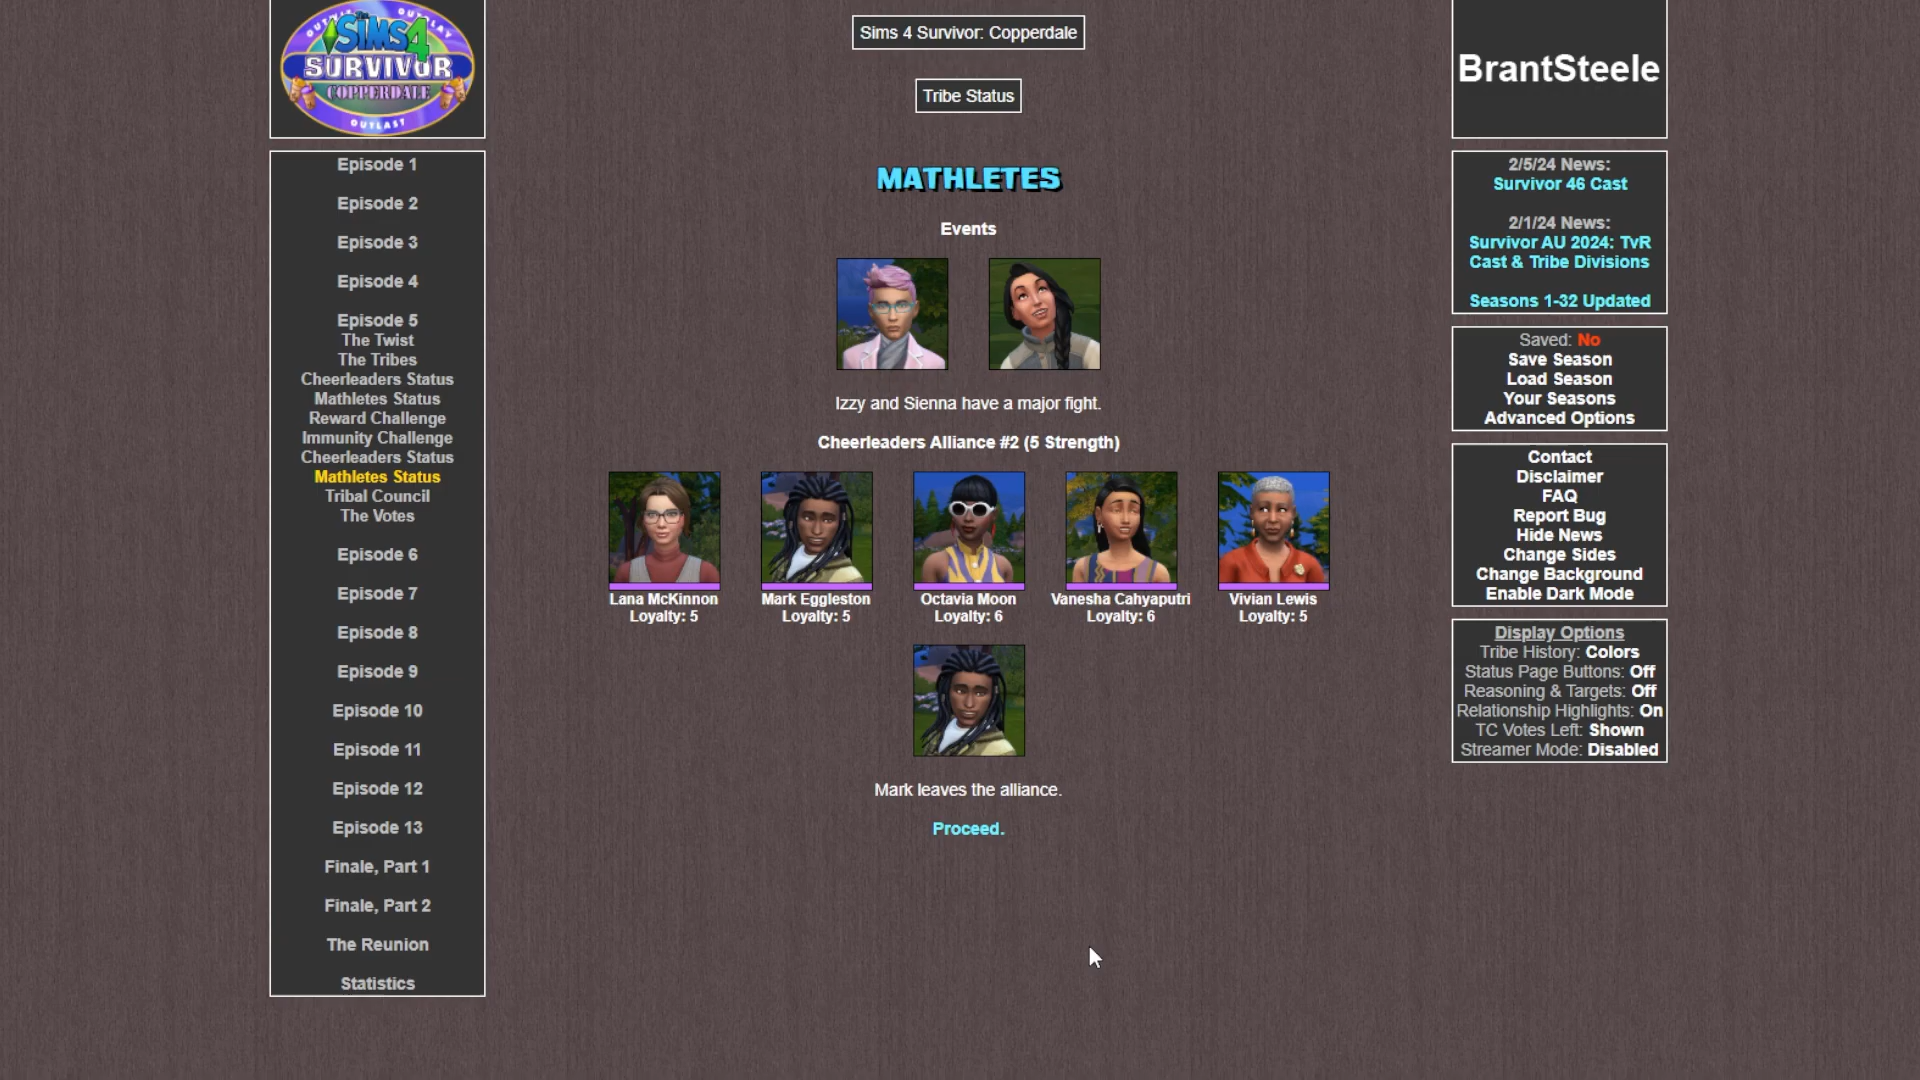 OUTWIT OUTPLAY
THE SiMS 4
SURVIVOR
COPPERDALE
OUTLAST
Episode 1
Episode 2
Episode 3
Episode 4
Episode 5
The Twist
The Tribes
Cheerleaders Status
Mathletes Status
Reward Challenge
Immunity Challenge
Cheerleaders Status
Mathletes Status
Tribal Council
The Votes
Episode 6
Episode 7
Episode 8
Episode 9
Episode 10
Episode 11
Episode 12
Episode 13
Finale, Part 1
Finale, Part 2
The Reunion
Statistics
Sims 4 Survivor: Copperdale
Tribe Status
MATHLETES
Events
Izzy and Sienna have a major fight.
Cheerleaders Alliance #2 (5 Strength)
Lana McKinnon
Loyalty: 5
Mark Eggleston
Loyalty: 5
Octavia Moon
Loyalty: 6
Vanesha Cahyaputri
Loyalty: 6
Vivian Lewis
Loyalty: 5
Mark leaves the alliance.
Proceed.
BrantSteele
2/5/24 News:
Survivor 46 Cast
2/1/24 News:
Survivor AU 2024: TvR
Cast & Tribe Divisions
Seasons 1-32 Updated
Saved: No
Save Season
Load Season
Your Seasons
Advanced Options
Contact
Disclaimer
FAQ
Report Bug
Hide News
Change Sides
Change Background
Enable Dark Mode
Display Options
Tribe History: Colors
Status Page Buttons: Off
Reasoning & Targets: Off
Relationship Highlights: On
TC Votes Left: Shown
Streamer Mode: Disabled